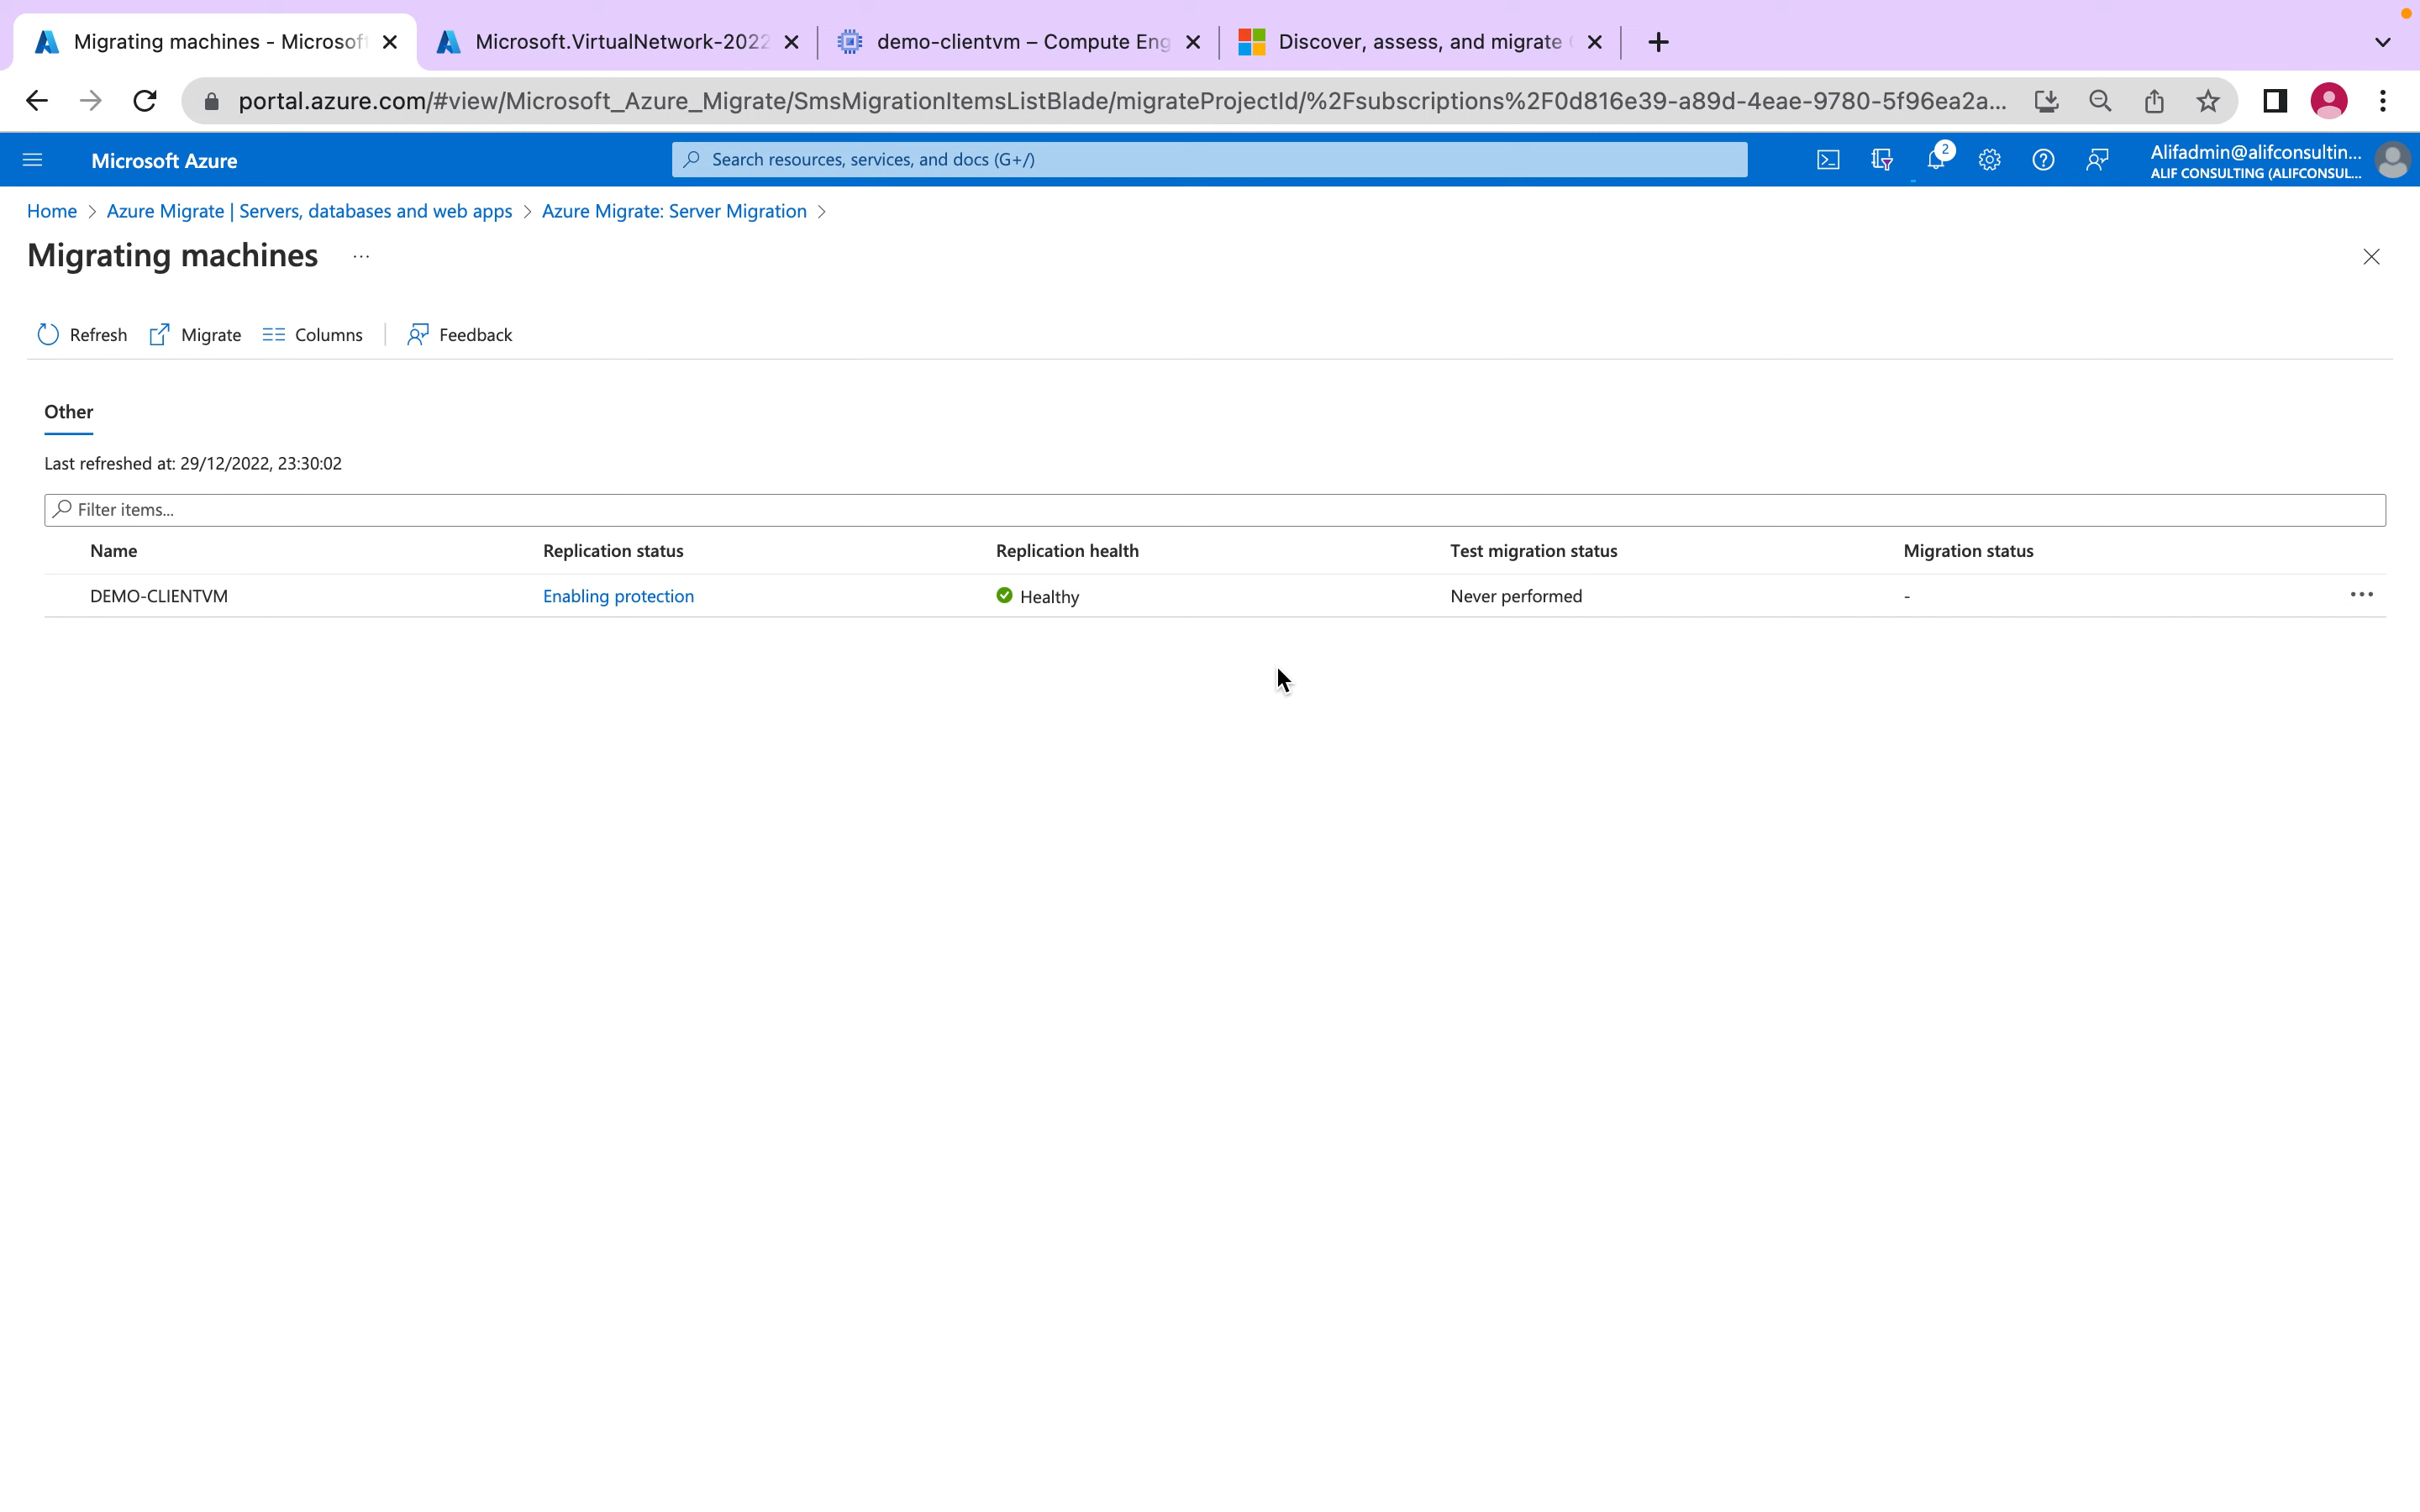 Migrating machines - Microsof
Microsoft.VirtualNetwork-2022
demo-clientvm – Compute Eng
Discover, assess, and migrate
portal.azure.com/#view/Microsoft_Azure_Migrate/SmsMigrationItemsListBlade/migrateProjectId/%2Fsubscriptions%2F0d816e39-a89d-4eae-9780-5f96ea2a...
Microsoft Azure
Search resources, services, and docs (G+/)
2
Alifadmin@alifconsultin...
ALIF CONSULTING (ALIFCONSUL...
Home > Azure Migrate | Servers, databases and web apps > Azure Migrate: Server Migration >
Migrating machines ...
Refresh Migrate Columns Feedback
Other
Last refreshed at: 29/12/2022, 23:30:02
Filter items...
Name Replication status Replication health Test migration status Migration status
DEMO-CLIENTVM Enabling protection Healthy Never performed -